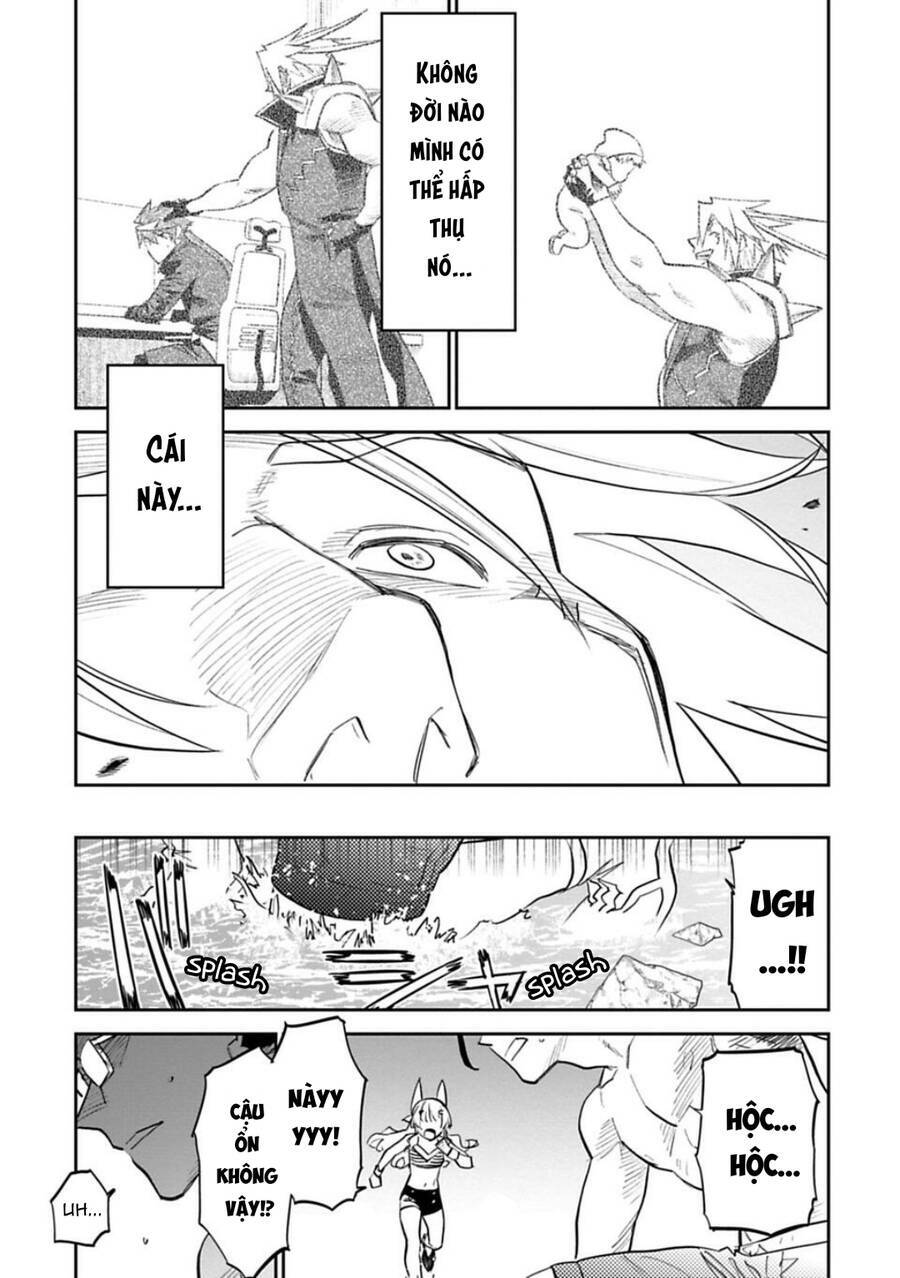 KHÔNG
ĐỜI NÀO
MÌNH CÓ
THỂ HẤP
THỤ
NÓ...
CÁI
NÀY...
UGH
...!!
splash
splash
HỘC...
HỘC...
NÀYY
YYY!
CẬU
ỔN
KHÔNG
VẬY!?
UH...